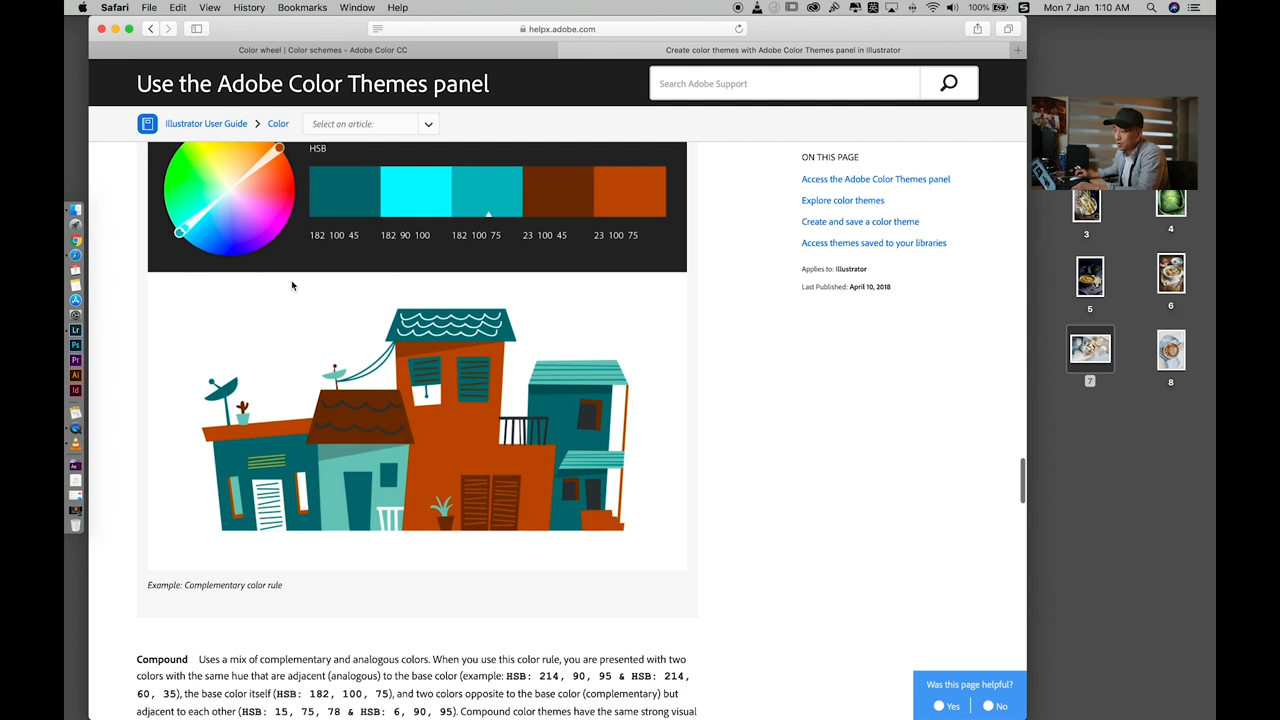 Safari File Edit View History Bookmarks Window Help
100% Mon 7 Jan 1:10 AM
helpx.adobe.com
Color wheel | Color schemes - Adobe Color CC
Create color themes with Adobe Color Themes panel in Illustrator
Use the Adobe Color Themes panel
Search Adobe Support
Illustrator User Guide > Color
Select an article:
HSB
182 100 45 182 90 100 182 100 75 23 100 45 23 100 75
Example: Complementary color rule
Compound Uses a mix of complementary and analogous colors. When you use this color rule, you are presented with two
colors with the same hue that are adjacent (analogous) to the base color (example: HSB: 214, 90, 95 & HSB: 214,
60, 35), the base color itself (HSB: 182, 100, 75), and two colors opposite to the base color (complementary) but
adjacent to each other (HSB: 15, 75, 78 & HSB: 6, 90, 95). Compound color themes have the same strong visual
ON THIS PAGE
Access the Adobe Color Themes panel
Explore color themes
Create and save a color theme
Access themes saved to your libraries
Applies to: Illustrator
Last Published: April 10, 2018
Was this page helpful?
Yes No
3 4
5 6
7 8
Lr
Ps
Pr
Ai
Id
Ae